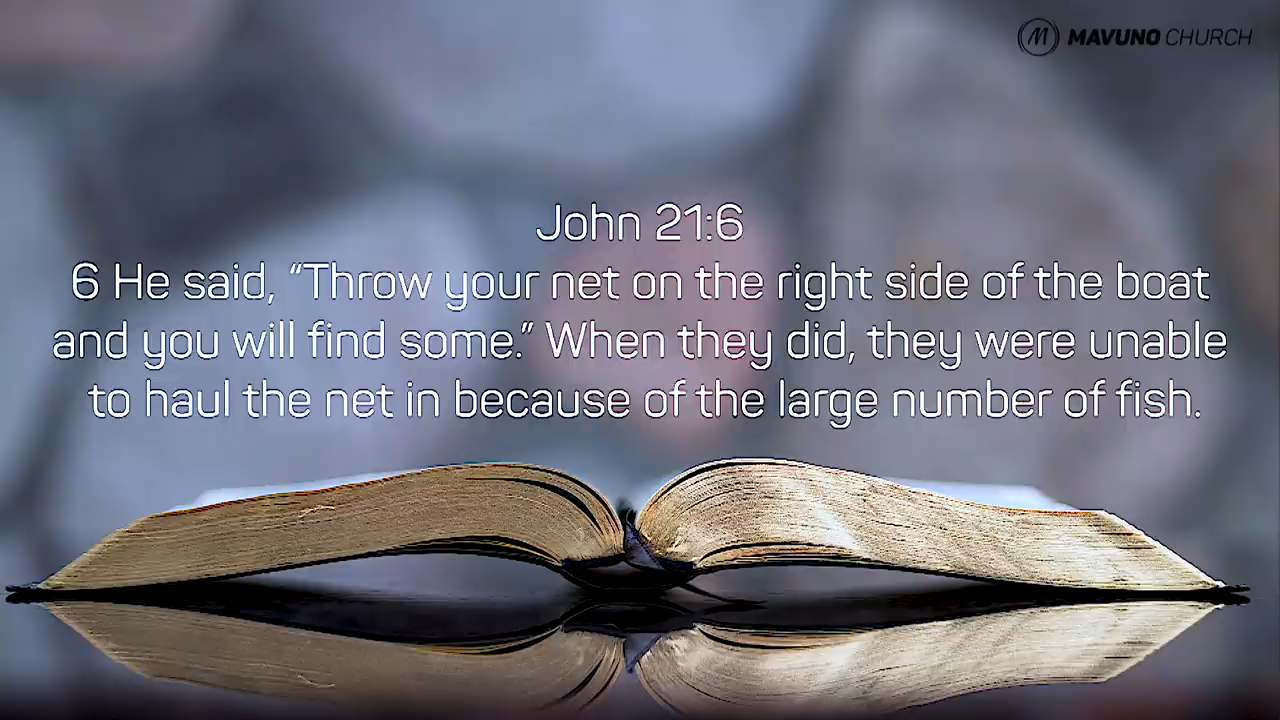 MAVUNO CHURCH
John 21:6
6 He said, “Throw your net on the right side of the boat
and you will find some.” When they did, they were unable
to haul the net in because of the large number of fish.